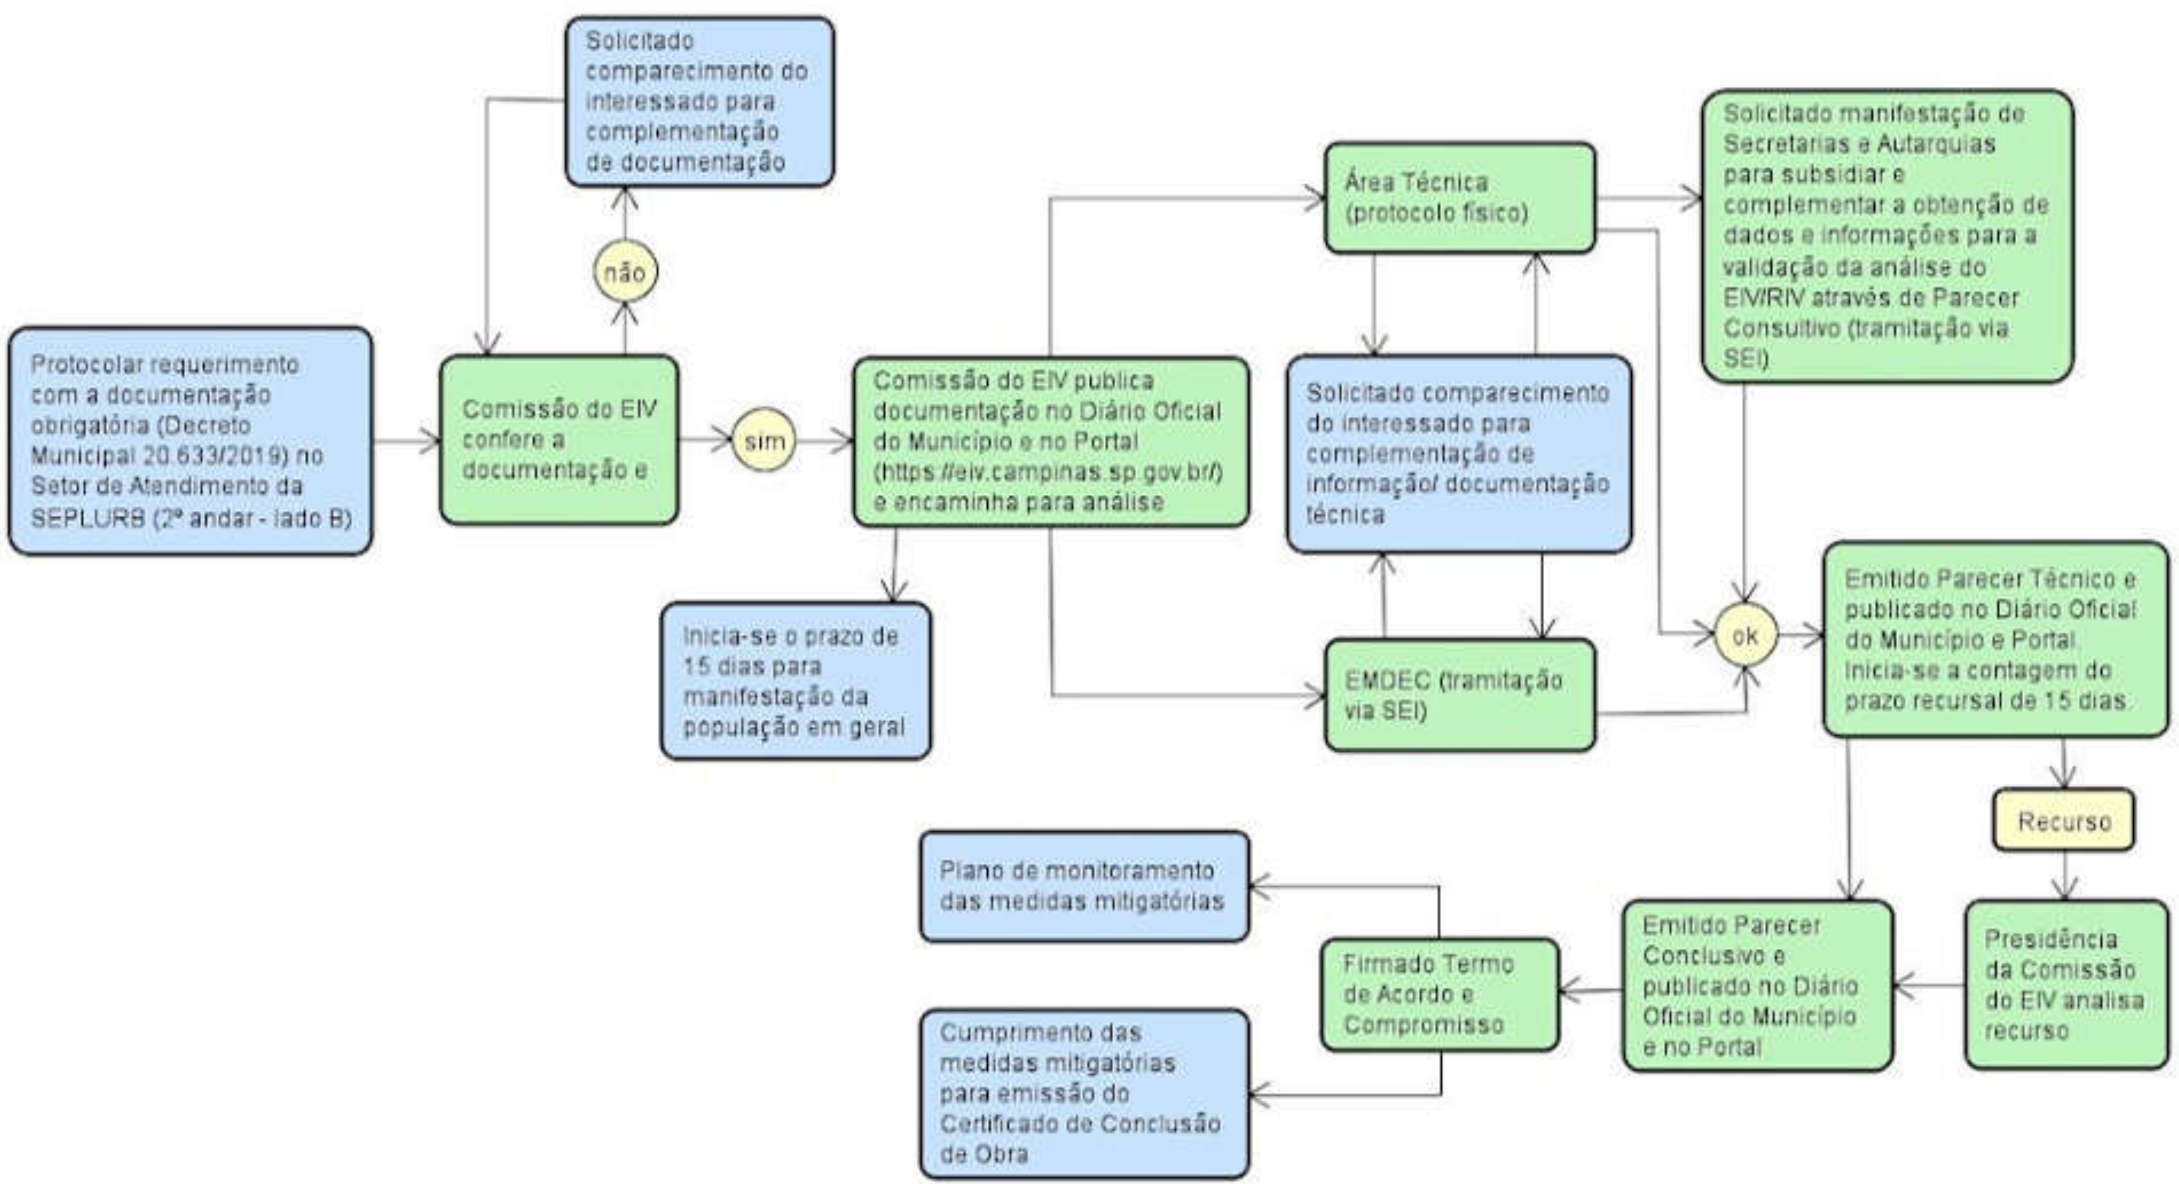 Solicitado
comparecimento do
interessado para
complementação
de documentação
não
Protocolar requerimento
com a documentação
obrigatória (Decreto
Municipal 20.633/2019) no
Setor de Atendimento da
SEPLURB (2º andar - lado B)
Comissão do EIV
confere a
documentação e
sim
Comissão do EIV publica
documentação no Diário Oficial
do Município e no Portal
(https://eiv.campinas.sp.gov.br/)
e encaminha para análise
Inicia-se o prazo de
15 dias para
manifestação da
população em geral
Área Técnica
(protocolo físico)
Solicitado comparecimento
do interessado para
complementação de
informação/ documentação
técnica
EMDEC (tramitação
via SEI)
Solicitado manifestação de
Secretarias e Autarquias
para subsidiar e
complementar a obtenção de
dados e informações para a
validação da análise do
EIV/RIV através de Parecer
Consultivo (tramitação via
SEI)
ok
Emitido Parecer Técnico e
publicado no Diário Oficial
do Município e Portal.
Inicia-se a contagem do
prazo recursal de 15 dias.
Recurso
Presidência
da Comissão
do EIV analisa
recurso
Emitido Parecer
Conclusivo e
publicado no Diário
Oficial do Município
e no Portal
Firmado Termo
de Acordo e
Compromisso
Plano de monitoramento
das medidas mitigatórias
Cumprimento das
medidas mitigatórias
para emissão do
Certificado de Conclusão
de Obra